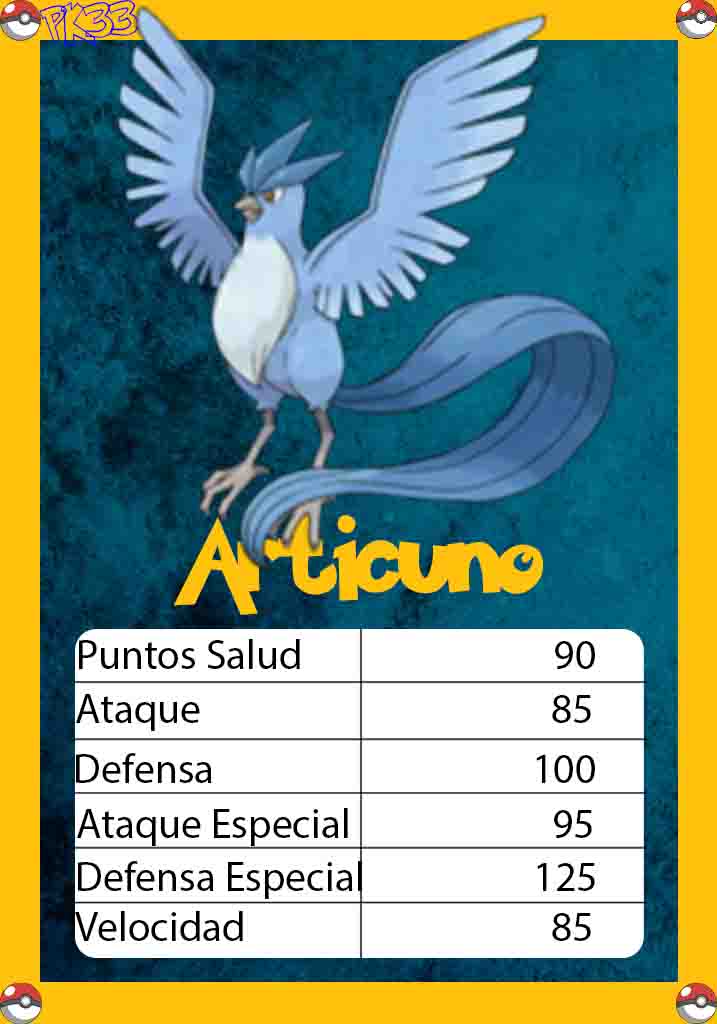 PK33
Articuno
Puntos Salud 90
Ataque 85
Defensa 100
Ataque Especial 95
Defensa Especial 125
Velocidad 85